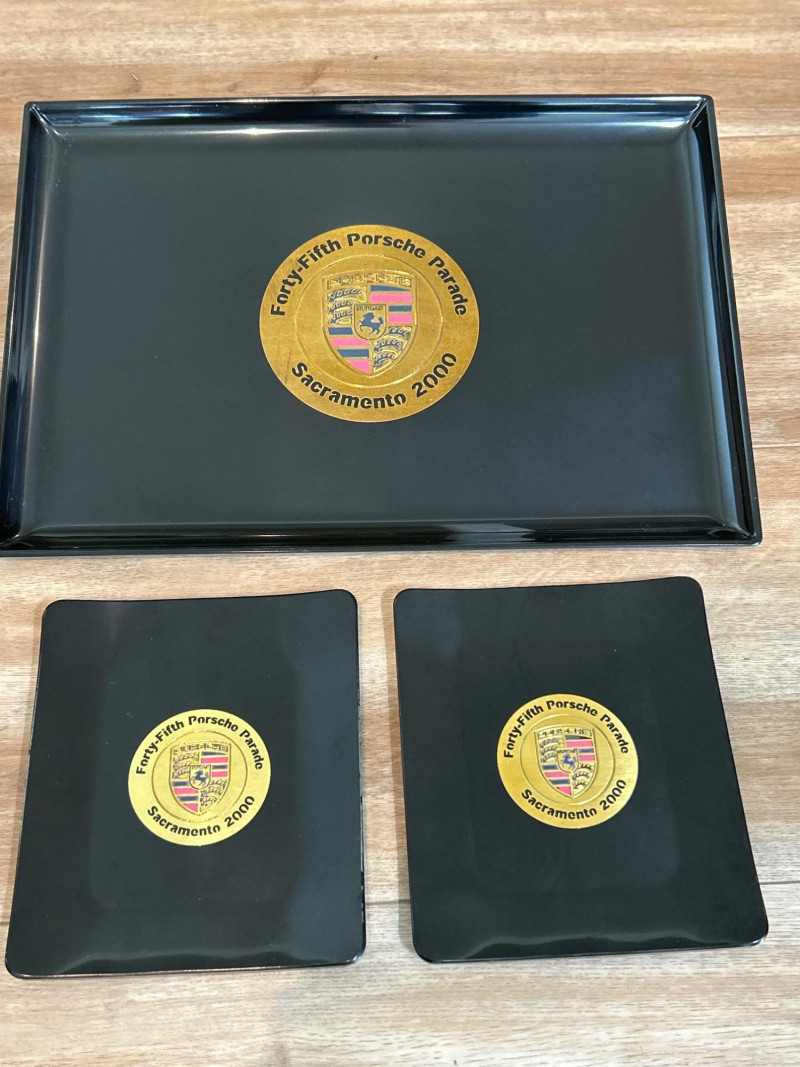 Forty-Fifth Porsche Parade
PORSCHE
STUTTGART
Sacramento 2000
Forty-Fifth Porsche Parade
Sacramento 2000
Forty-Fifth Porsche Parade
Sacramento 2000